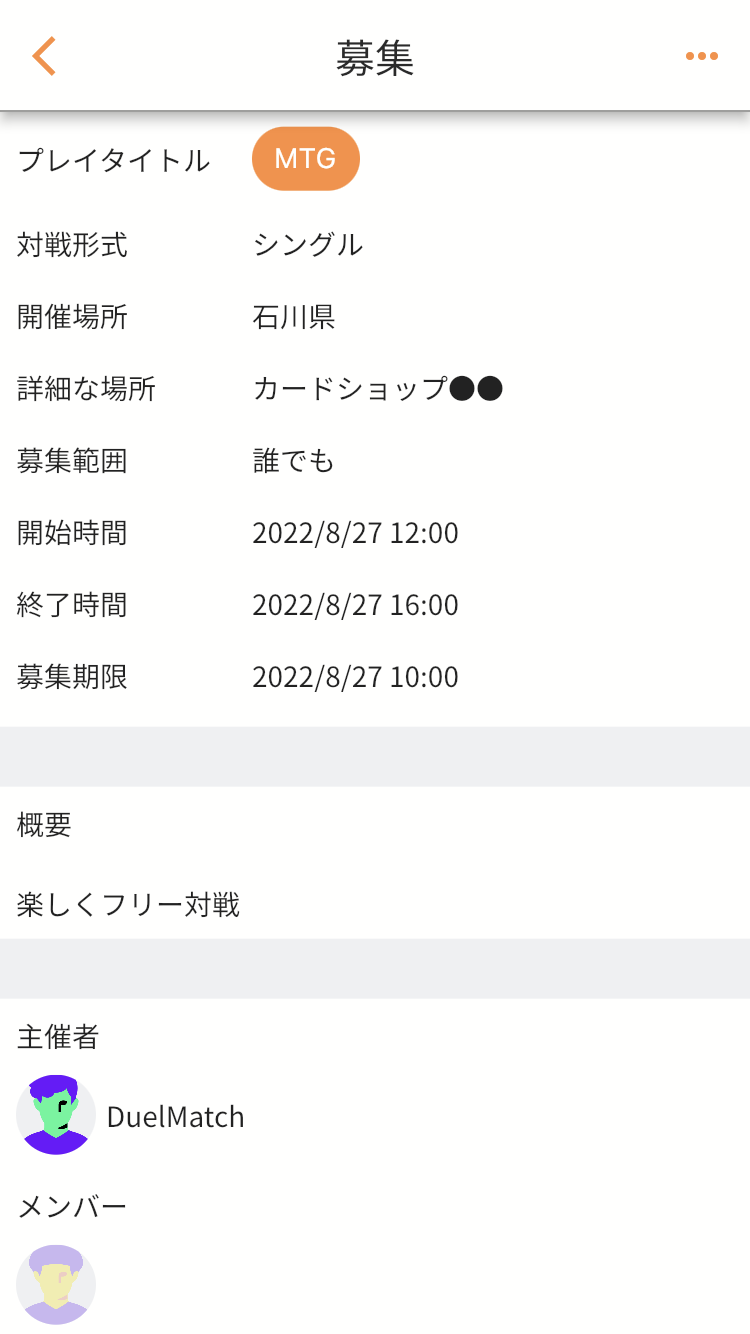 募集
プレイタイトル MTG
対戦形式 シングル
開催場所 石川県
詳細な場所 カードショップ●●
募集範囲 誰でも
開始時間 2022/8/27 12:00
終了時間 2022/8/27 16:00
募集期限 2022/8/27 10:00
概要
楽しくフリー対戦
主催者
DuelMatch
メンバー